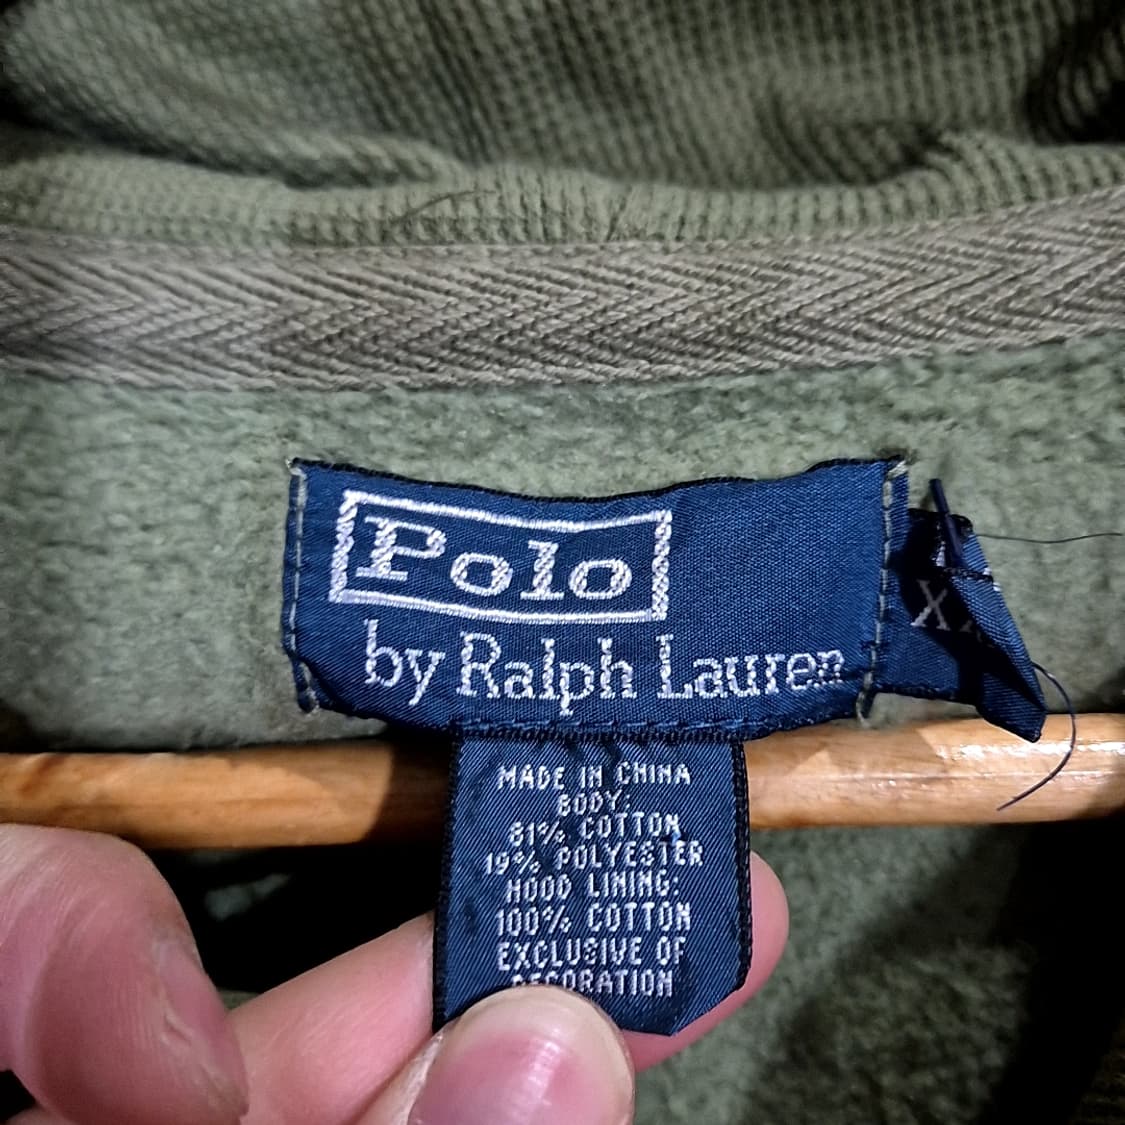 Polo
by Ralph Lauren
MADE IN CHINA
BODY:
81% COTTON
19% POLYESTER
HOOD LINING:
100% COTTON
EXCLUSIVE OF
DECORATION